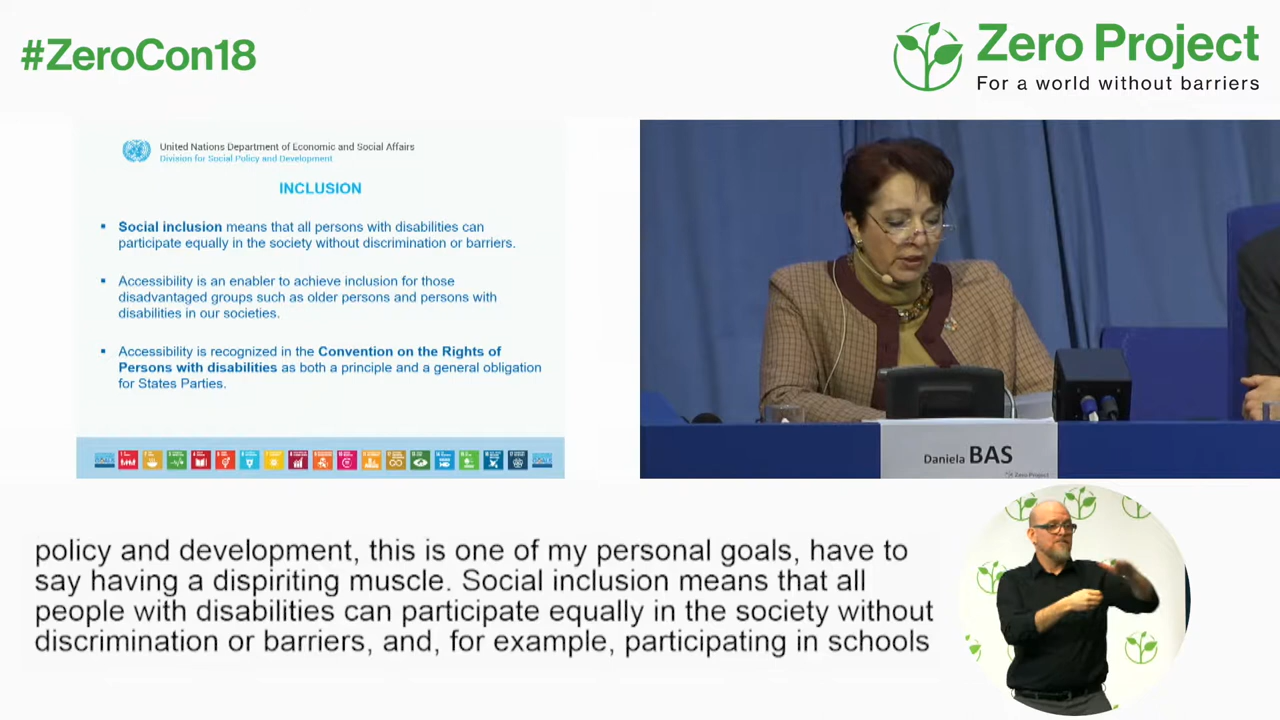 #ZeroCon18
Zero Project
For a world without barriers
United Nations Department of Economic and Social Affairs
Division for Social Policy and Development
INCLUSION
▪ Social inclusion means that all persons with disabilities can
participate equally in the society without discrimination or barriers.
▪ Accessibility is an enabler to achieve inclusion for those
disadvantaged groups such as older persons and persons with
disabilities in our societies.
▪ Accessibility is recognized in the Convention on the Rights of
Persons with disabilities as both a principle and a general obligation
for States Parties.
Daniela BAS
Zero Project
policy and development, this is one of my personal goals, have to
say having a dispiriting muscle. Social inclusion means that all
people with disabilities can participate equally in the society without
discrimination or barriers, and, for example, participating in schools